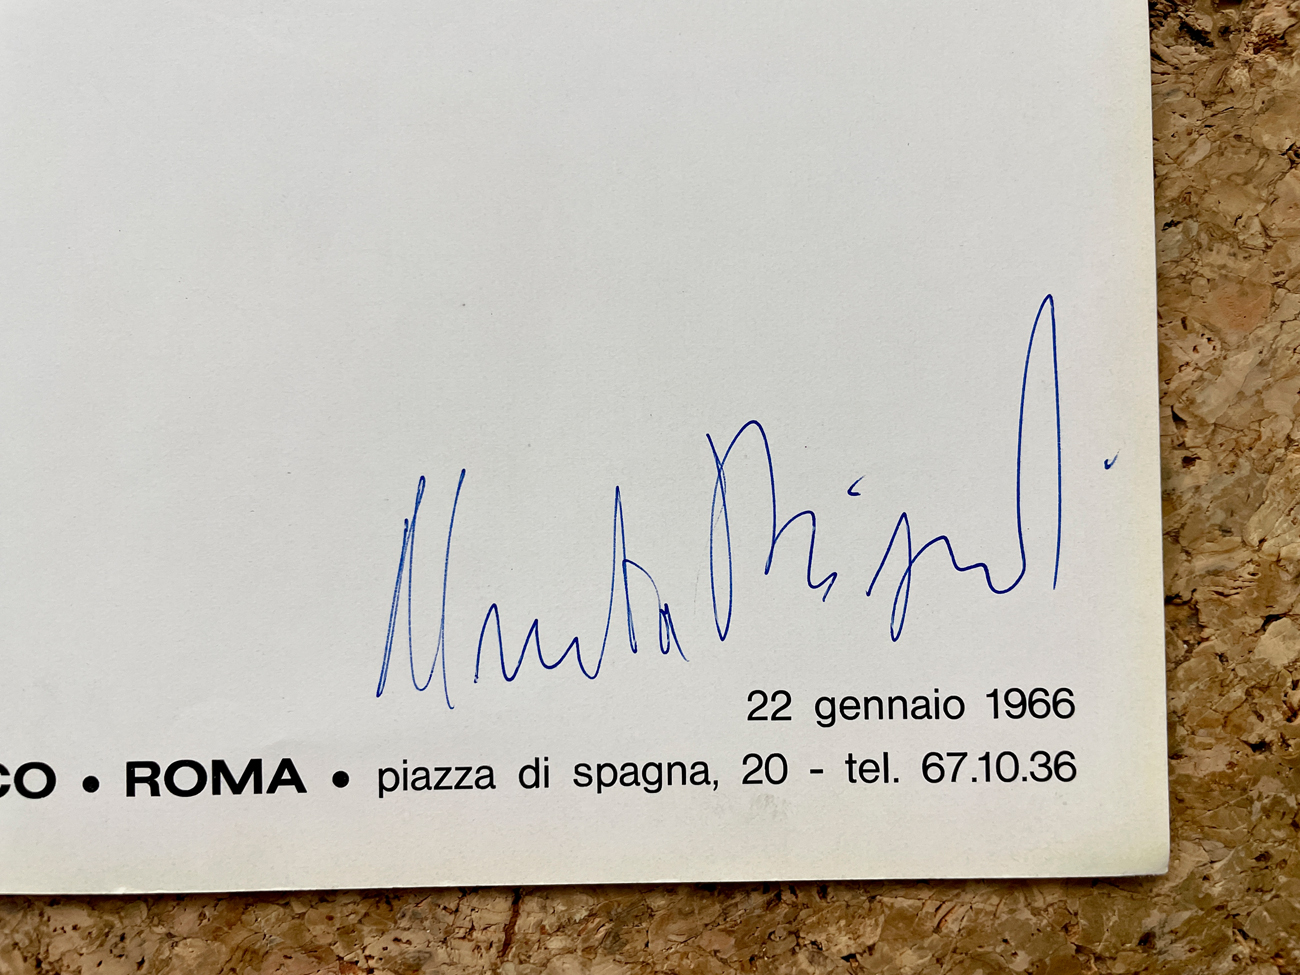 22 gennaio 1966
CO • ROMA • piazza di spagna, 20 - tel. 67.10.36